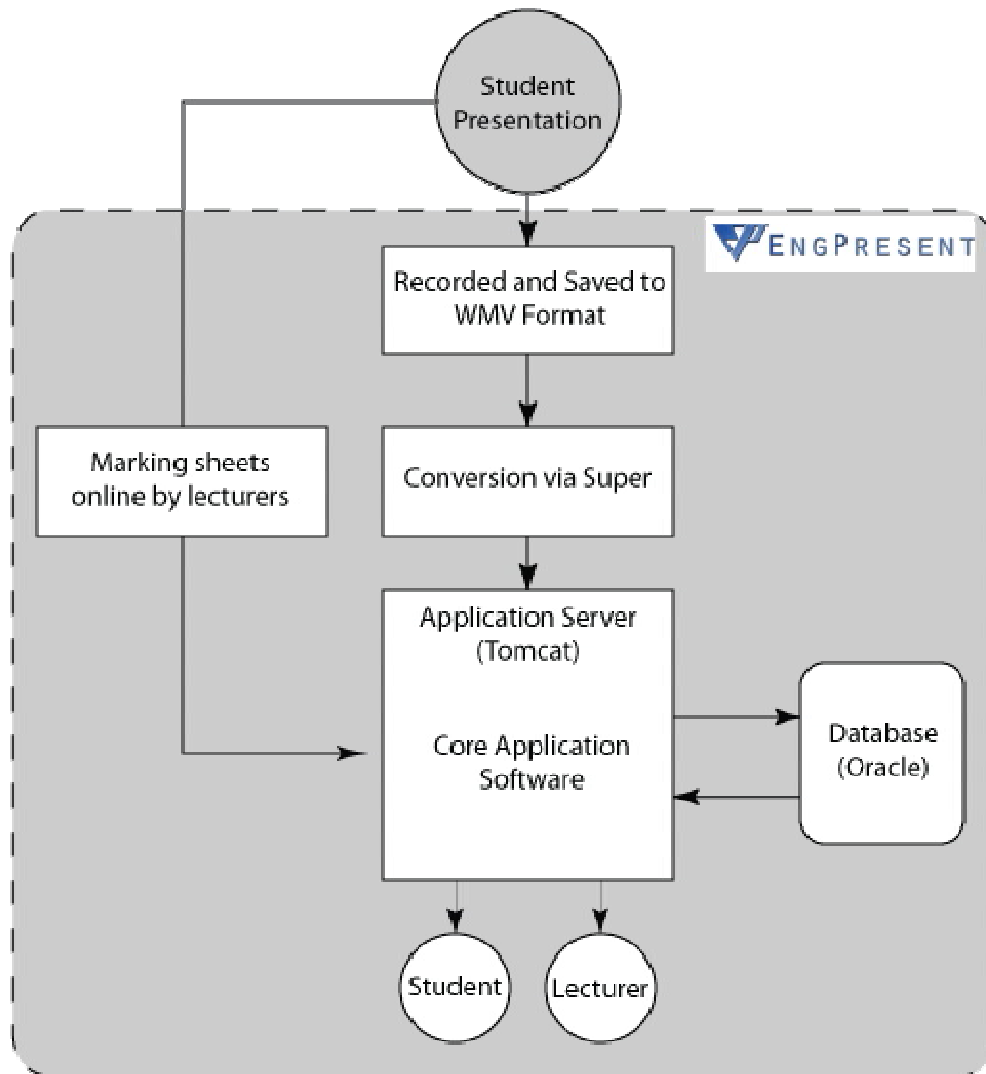 Student
Presentation
ENGPRESENT
Recorded and Saved to
WMV Format
Marking sheets
online by lecturers
Conversion via Super
Application Server
(Tomcat)
Core Application
Software
Database
(Oracle)
Student
Lecturer